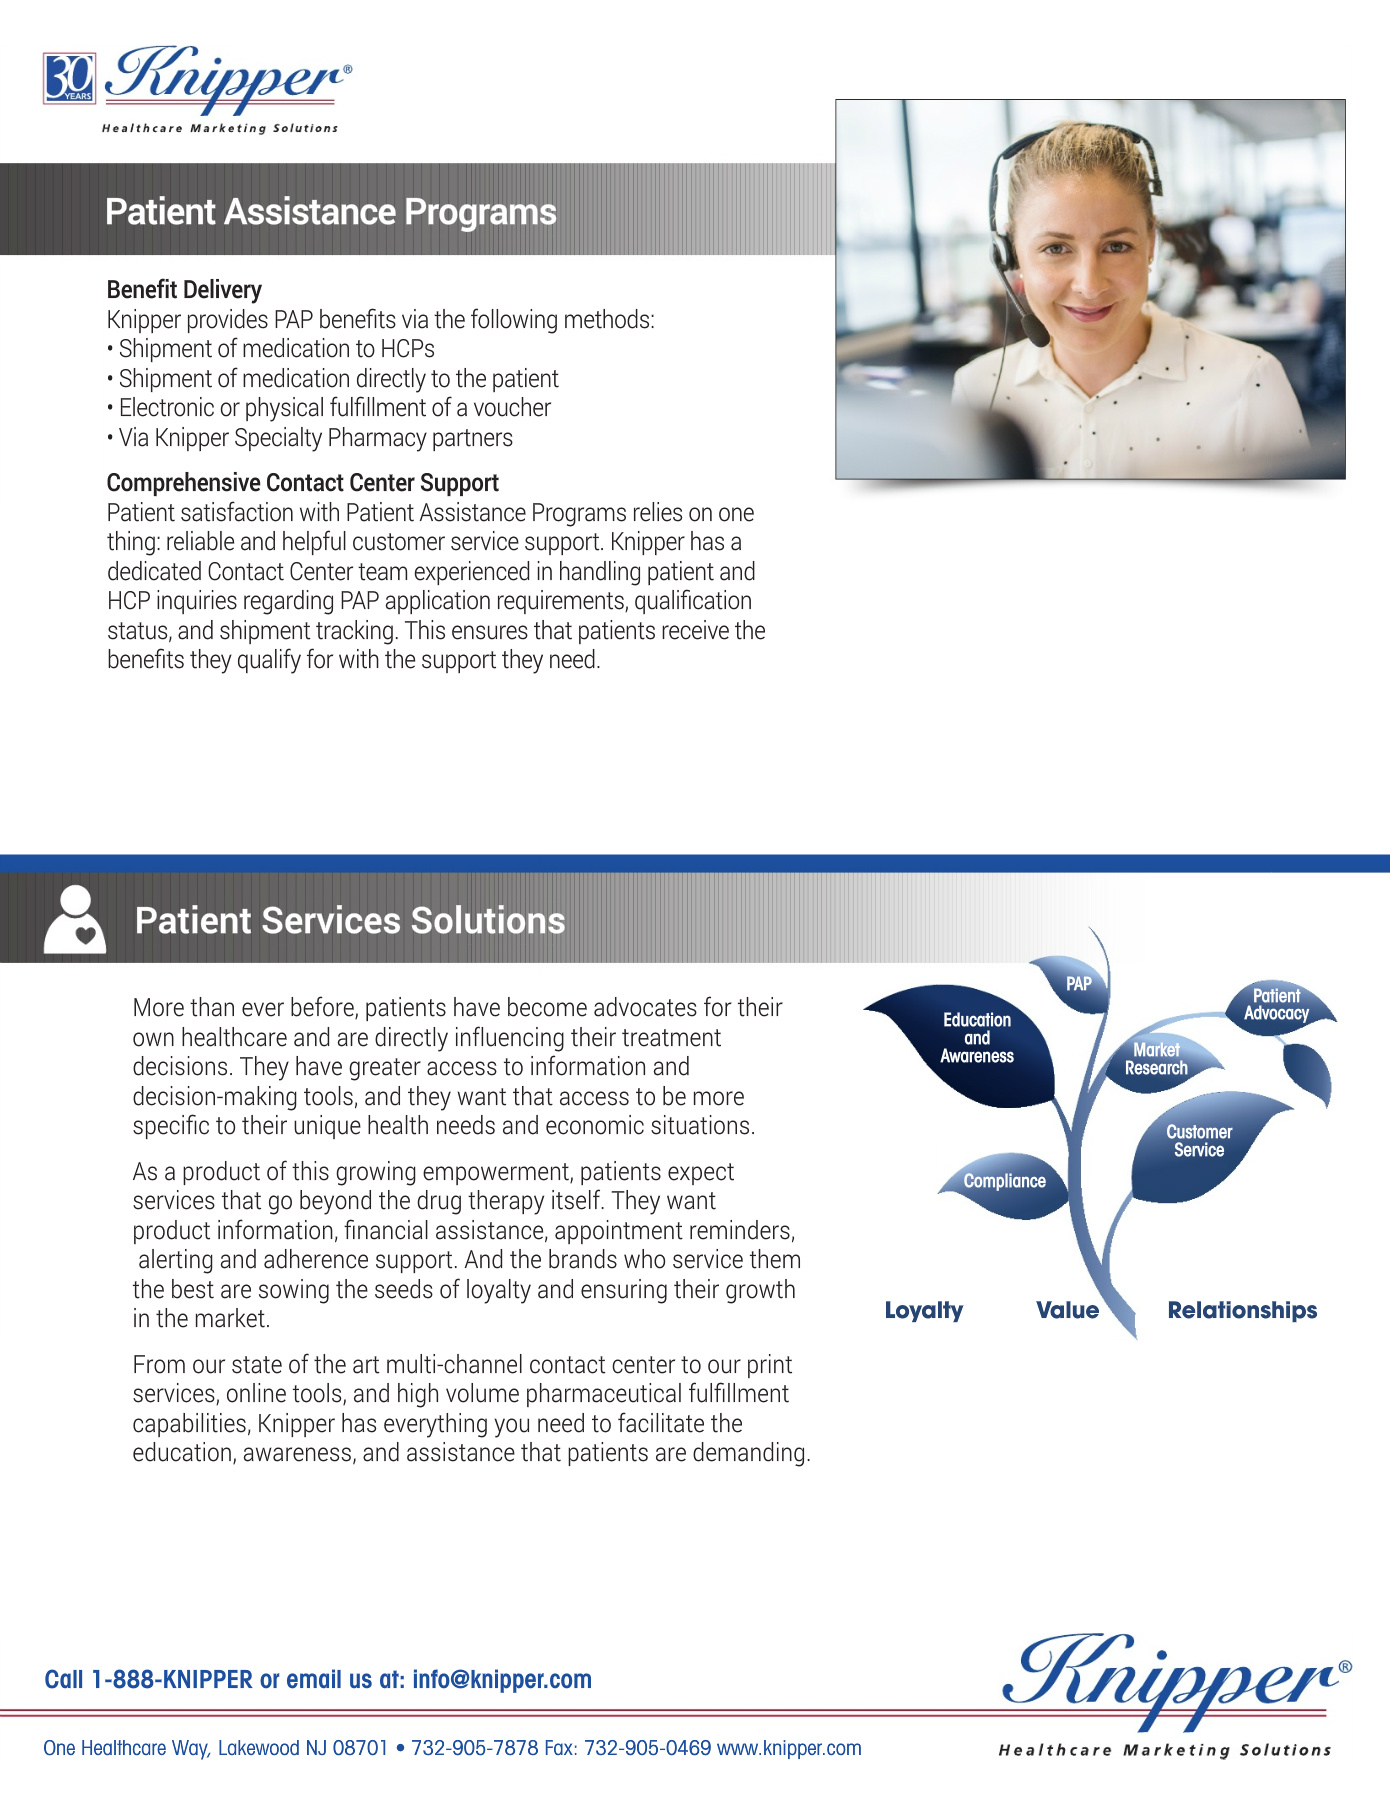 30
YEARS
Knipper®
Healthcare Marketing Solutions
Patient Assistance Programs
Benefit Delivery
Knipper provides PAP benefits via the following methods:
• Shipment of medication to HCPs
• Shipment of medication directly to the patient
• Electronic or physical fulfillment of a voucher
• Via Knipper Specialty Pharmacy partners
Comprehensive Contact Center Support
Patient satisfaction with Patient Assistance Programs relies on one
thing: reliable and helpful customer service support. Knipper has a
dedicated Contact Center team experienced in handling patient and
HCP inquiries regarding PAP application requirements, qualification
status, and shipment tracking. This ensures that patients receive the
benefits they qualify for with the support they need.
Patient Services Solutions
More than ever before, patients have become advocates for their
own healthcare and are directly influencing their treatment
decisions. They have greater access to information and
decision-making tools, and they want that access to be more
specific to their unique health needs and economic situations.
As a product of this growing empowerment, patients expect
services that go beyond the drug therapy itself. They want
product information, financial assistance, appointment reminders,
alerting and adherence support. And the brands who service them
the best are sowing the seeds of loyalty and ensuring their growth
in the market.
From our state of the art multi-channel contact center to our print
services, online tools, and high volume pharmaceutical fulfillment
capabilities, Knipper has everything you need to facilitate the
education, awareness, and assistance that patients are demanding.
PAP
Education
and
Awareness
Patient
Advocacy
Market
Research
Customer
Service
Compliance
Loyalty Value Relationships
Call 1-888-KNIPPER or email us at: info@knipper.com
One Healthcare Way, Lakewood NJ 08701 • 732-905-7878 Fax: 732-905-0469 www.knipper.com
Knipper®
Healthcare Marketing Solutions